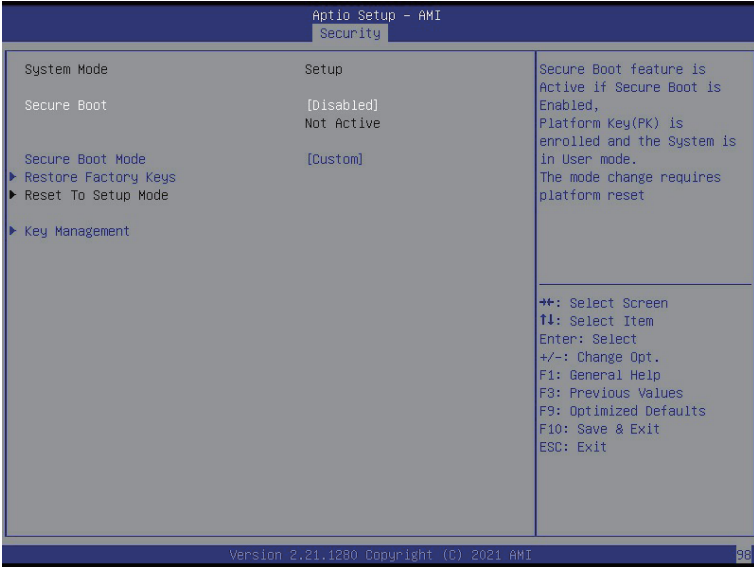 Aptio Setup – AMI
Security
System Mode Setup
Secure Boot [Disabled]
Not Active
Secure Boot Mode [Custom]
▶ Restore Factory Keys
▶ Reset To Setup Mode
▶ Key Management
Secure Boot feature is
Active if Secure Boot is
Enabled,
Platform Key(PK) is
enrolled and the System is
in User mode.
The mode change requires
platform reset
→←: Select Screen
↑↓: Select Item
Enter: Select
+/-: Change Opt.
F1: General Help
F3: Previous Values
F9: Optimized Defaults
F10: Save & Exit
ESC: Exit
Version 2.21.1280 Copyright (C) 2021 AMI
98